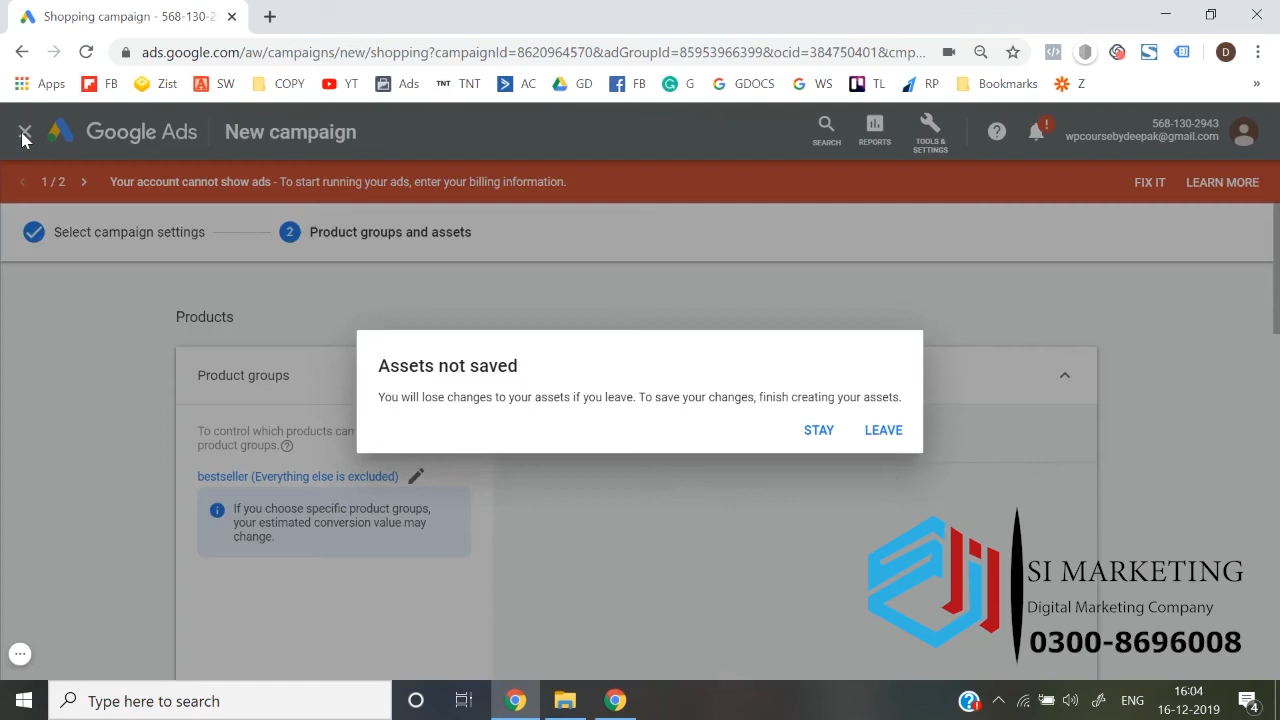 Shopping campaign - 568-130-2
ads.google.com/aw/campaigns/new/shopping?campaignId=8620964570&adGroupId=85953666399&ocid=384750401&cmp...
Apps FB Zist SW COPY YT Ads TNT TNT AC GD FB G GDOCS WS TL RP Bookmarks Z »
Google Ads New campaign
SEARCH REPORTS TOOLS & SETTINGS
568-130-2943
wpcoursebydeepak@gmail.com
1 / 2 Your account cannot show ads - To start running your ads, enter your billing information. FIX IT LEARN MORE
Select campaign settings 2 Product groups and assets
Products
Product groups
Assets not saved
You will lose changes to your assets if you leave. To save your changes, finish creating your assets.
STAY LEAVE
To control which products can
product groups.
bestseller (Everything else is excluded)
If you choose specific product groups,
your estimated conversion value may
change.
SI MARKETING
Digital Marketing Company
0300-8696008
Type here to search
ENG
16:04
16-12-2019
4